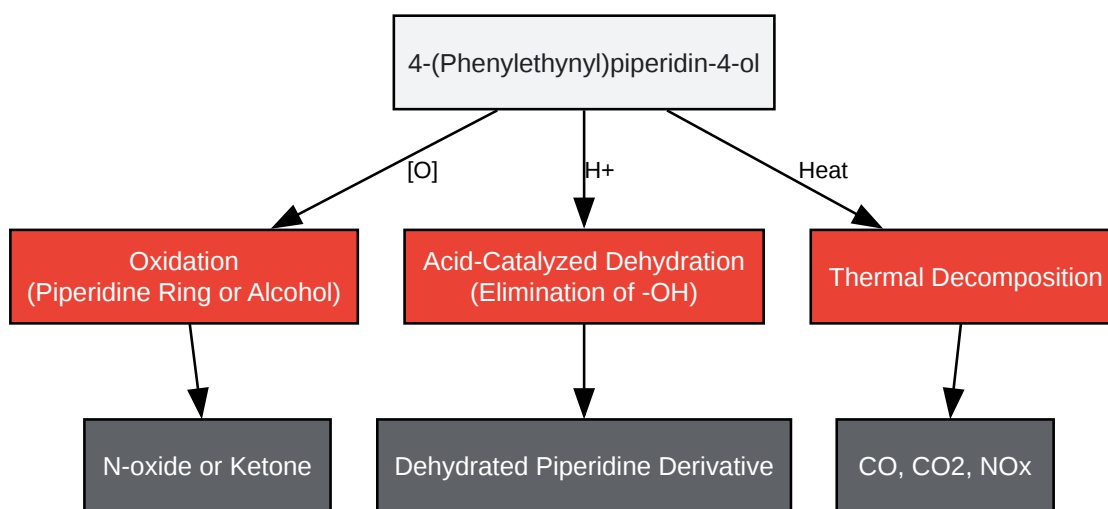 4-(Phenylethynyl)piperidin-4-ol
[O]
H+
Heat
Oxidation
(Piperidine Ring or Alcohol)
Acid-Catalyzed Dehydration
(Elimination of -OH)
Thermal Decomposition
N-oxide or Ketone
Dehydrated Piperidine Derivative
CO, CO2, NOx